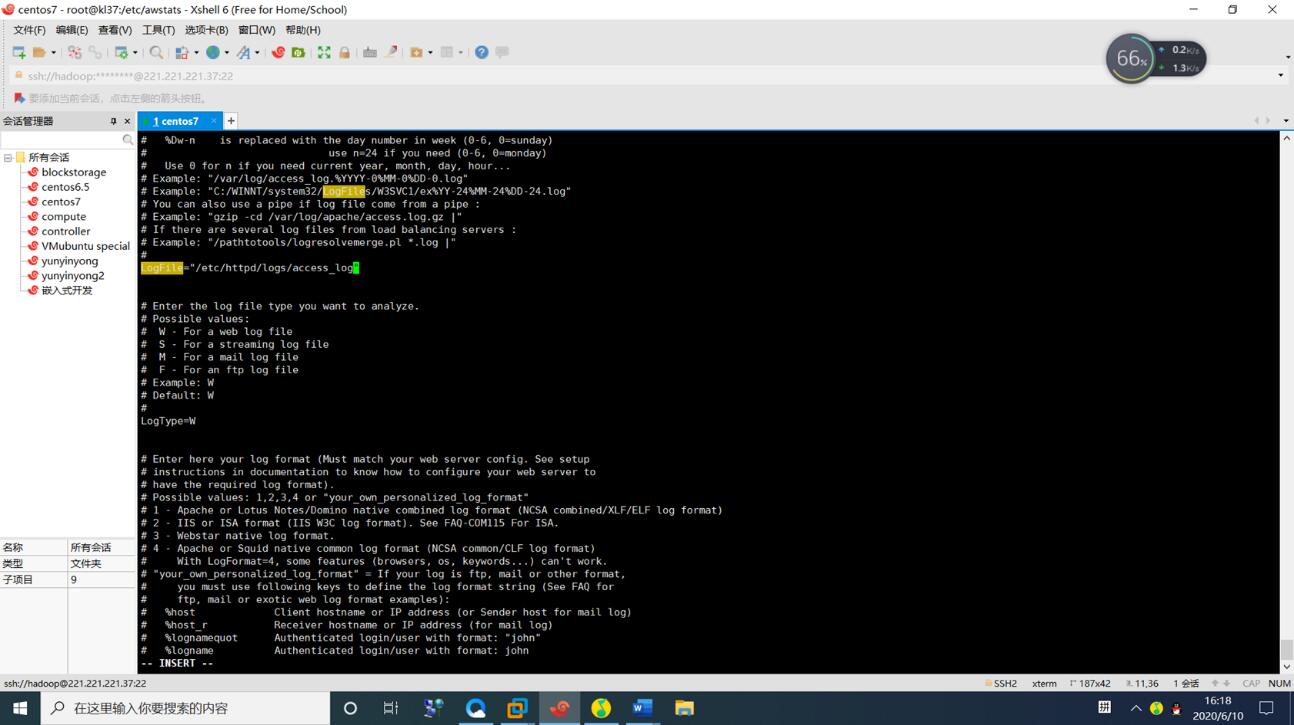 centos7 - root@kl37:/etc/awstats - Xshell 6 (Free for Home/School)
文件(F) 编辑(E) 查看(V) 工具(T) 选项卡(B) 窗口(W) 帮助(H)
66%
0.2K/s
1.3K/s
ssh://hadoop:********@221.221.221.37:22
要添加当前会话，点击左侧的箭头按钮。
会话管理器
1 centos7
所有会话
blockstorage
centos6.5
centos7
compute
controller
VMubuntu special
yunyinyong
yunyinyong2
嵌入式开发
名称 所有会话
类型 文件夹
子项目 9
#   %Dw-n    is replaced with the day number in week (0-6, 0=sunday)
#                              use n=24 if you need (0-6, 0=monday)
#   Use 0 for n if you need current year, month, day, hour...
# Example: "/var/log/access_log.%YYYY-0%MM-0%DD-0.log"
# Example: "C:/WINNT/system32/LogFiles/W3SVC1/ex%YY-24%MM-24%DD-24.log"
# You can also use a pipe if log file come from a pipe :
# Example: "gzip -cd /var/log/apache/access.log.gz |"
# If there are several log files from load balancing servers :
# Example: "/pathtotools/logresolvemerge.pl *.log |"
#
LogFile="/etc/httpd/logs/access_log"
# Enter the log file type you want to analyze.
# Possible values:
#  W - For a web log file
#  S - For a streaming log file
#  M - For a mail log file
#  F - For an ftp log file
# Example: W
# Default: W
#
LogType=W
# Enter here your log format (Must match your web server config. See setup
# instructions in documentation to know how to configure your web server to
# have the required log format).
# Possible values: 1,2,3,4 or "your_own_personalized_log_format"
# 1 - Apache or Lotus Notes/Domino native combined log format (NCSA combined/XLF/ELF log format)
# 2 - IIS or ISA format (IIS W3C log format). See FAQ-COM115 For ISA.
# 3 - Webstar native log format.
# 4 - Apache or Squid native common log format (NCSA common/CLF log format)
#     With LogFormat=4, some features (browsers, os, keywords...) can't work.
# "your_own_personalized_log_format" = If your log is ftp, mail or other format,
#     you must use following keys to define the log format string (See FAQ for
#     ftp, mail or exotic web log format examples):
#   %host             Client hostname or IP address (or Sender host for mail log)
#   %host_r           Receiver hostname or IP address (for mail log)
#   %lognamequot      Authenticated login/user with format: "john"
#   %logname          Authenticated login/user with format: john
-- INSERT --
ssh://hadoop@221.221.221.37:22 SSH2 xterm 187x42 11,36 1 会话 CAP NUM
在这里输入你要搜索的内容
拼
16:18
2020/6/10